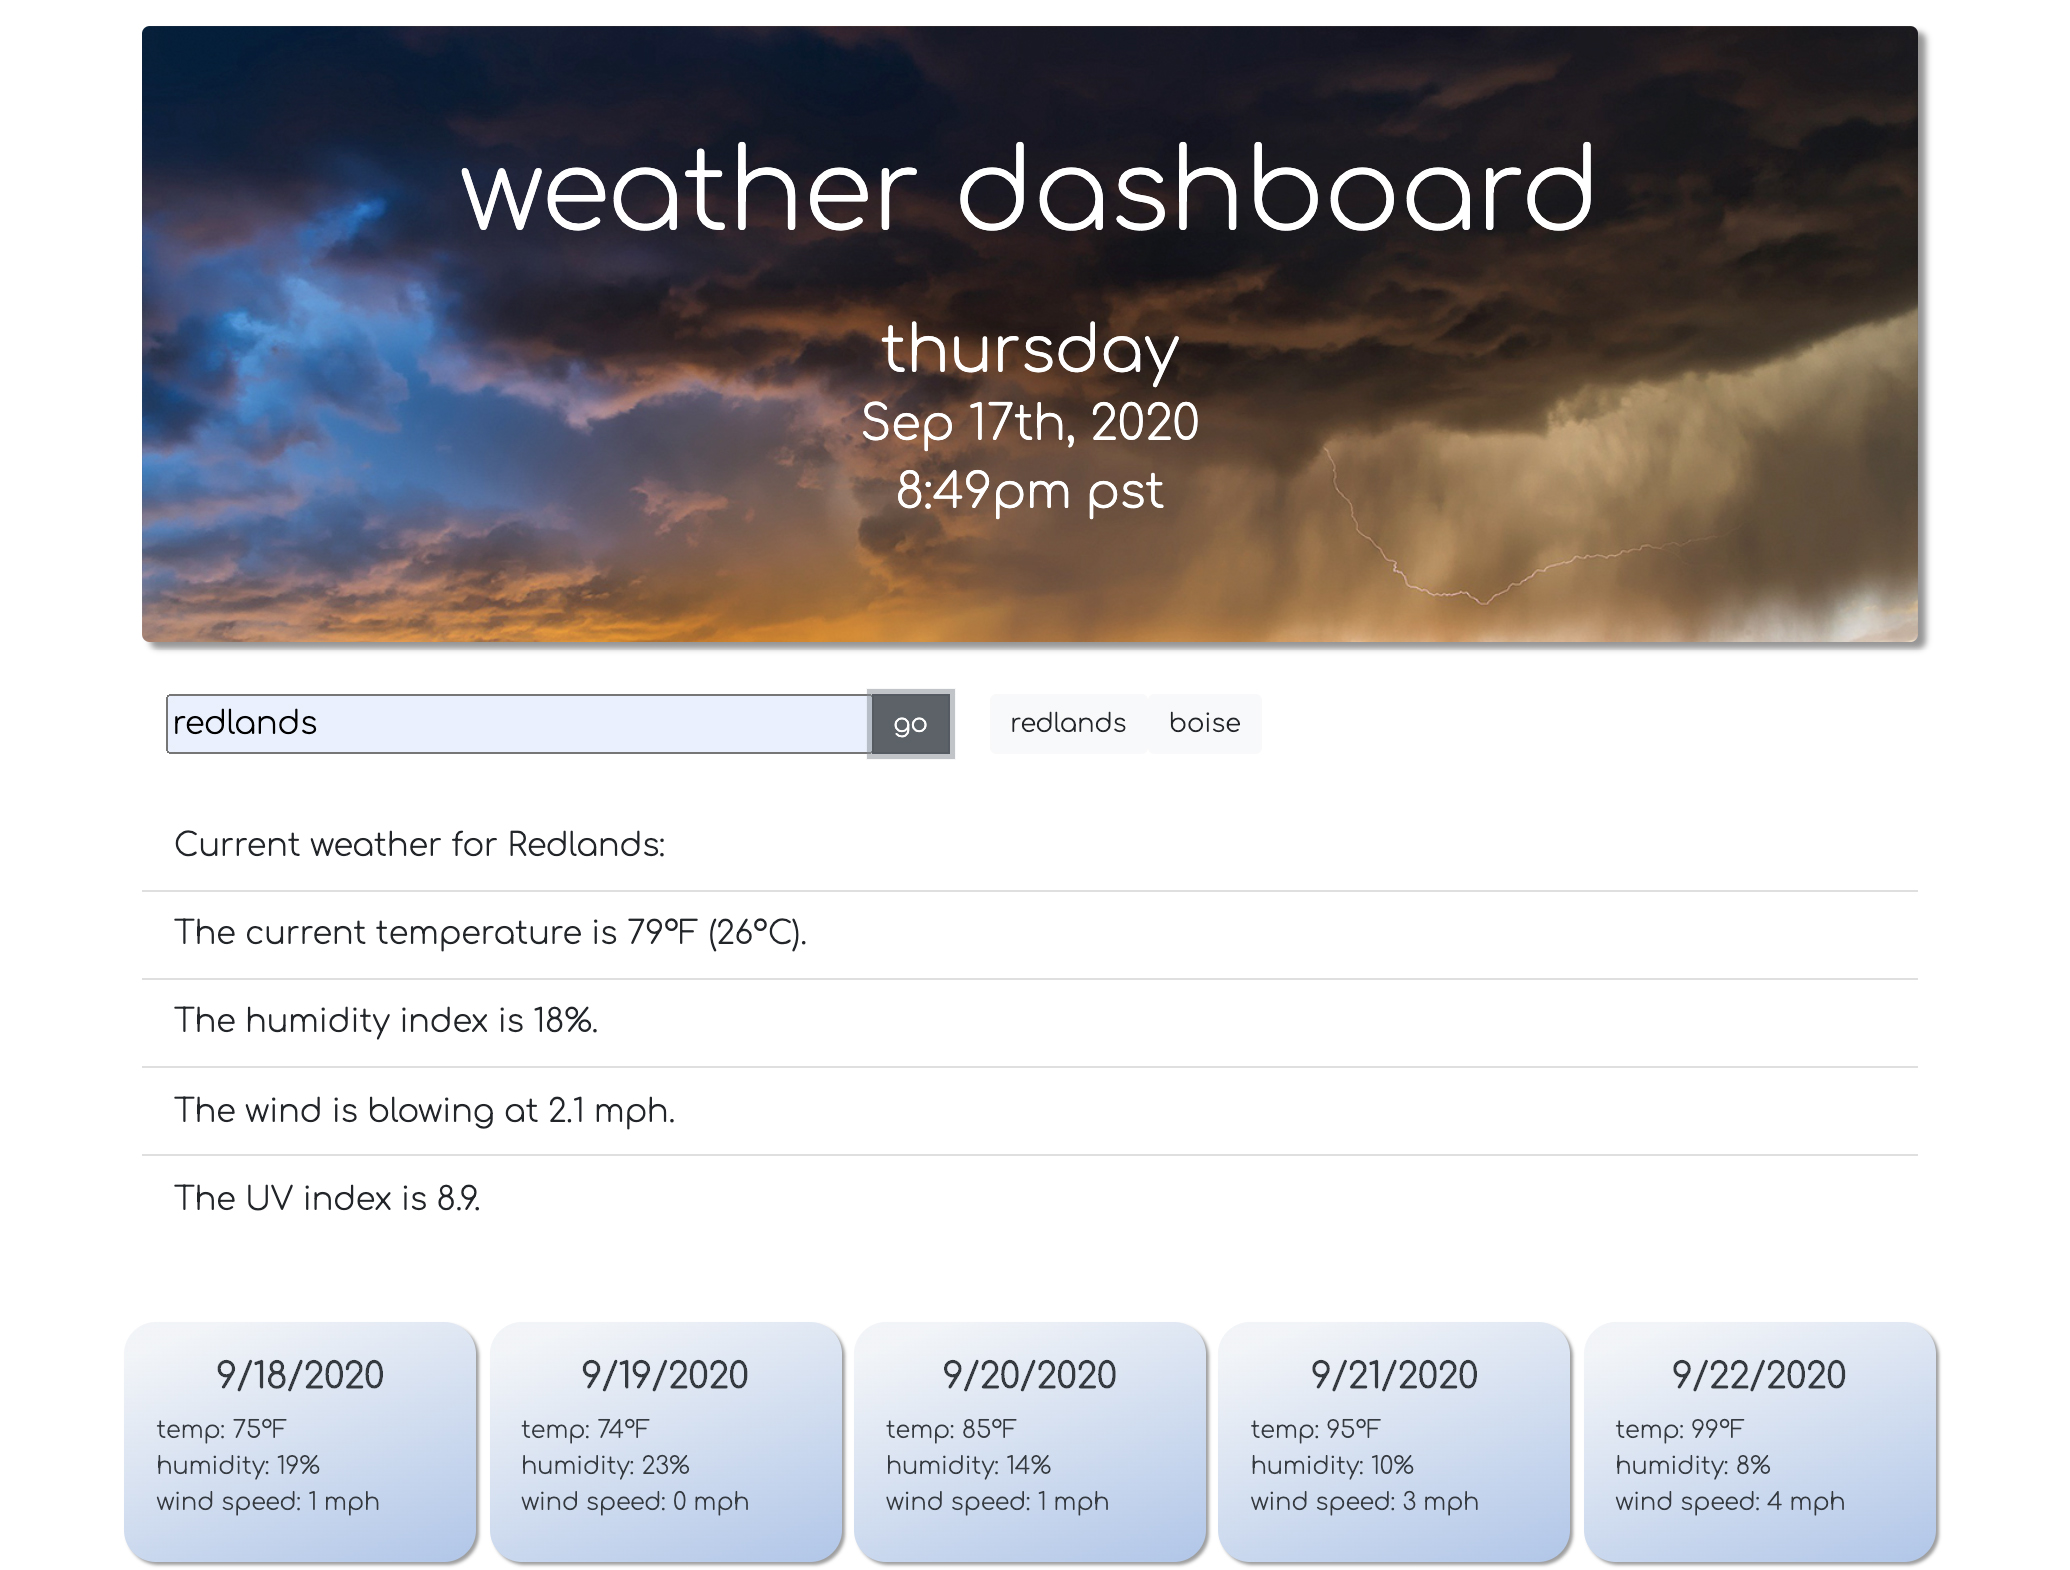 weather dashboard
thursday
Sep 17th, 2020
8:49pm pst
redlands go redlands boise
Current weather for Redlands:
The current temperature is 79°F (26°C).
The humidity index is 18%.
The wind is blowing at 2.1 mph.
The UV index is 8.9.
9/18/2020
temp: 75°F
humidity: 19%
wind speed: 1 mph
9/19/2020
temp: 74°F
humidity: 23%
wind speed: 0 mph
9/20/2020
temp: 85°F
humidity: 14%
wind speed: 1 mph
9/21/2020
temp: 95°F
humidity: 10%
wind speed: 3 mph
9/22/2020
temp: 99°F
humidity: 8%
wind speed: 4 mph